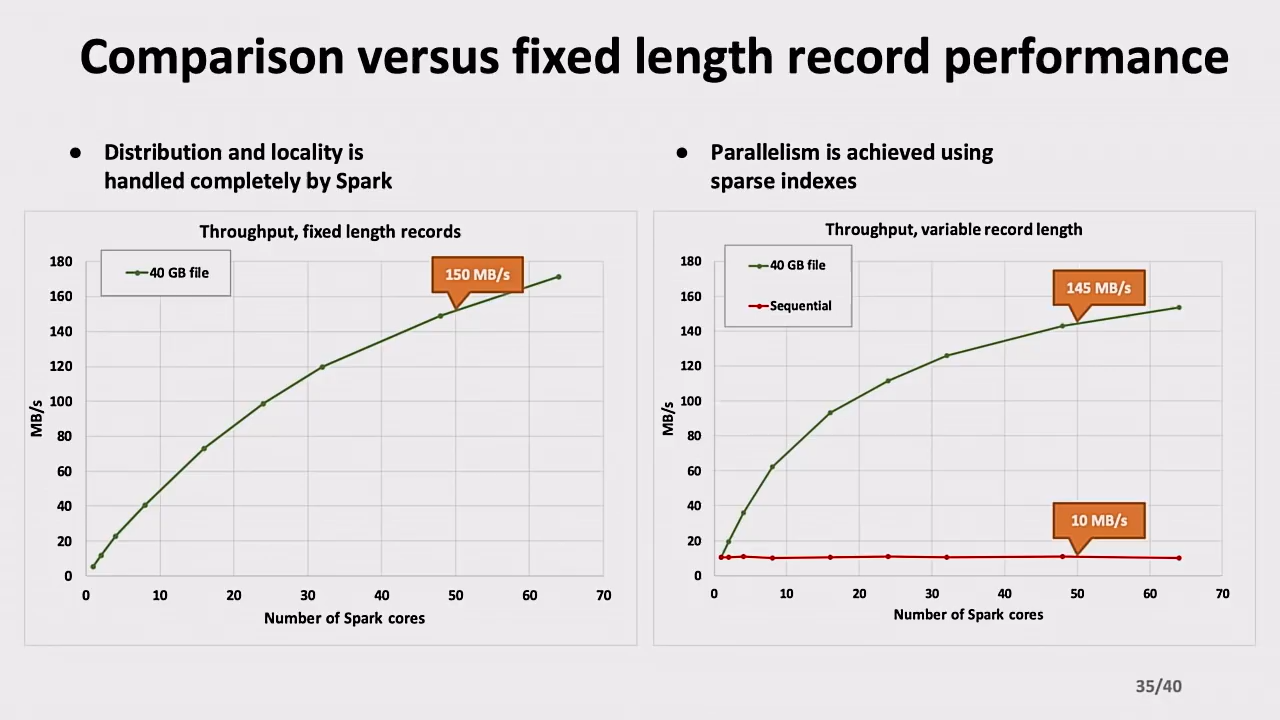 Comparison versus fixed length record performance
● Distribution and locality is
handled completely by Spark
● Parallelism is achieved using
sparse indexes
Throughput, fixed length records
40 GB file
150 MB/s
180
160
140
120
100
80
60
40
20
0
MB/s
0 10 20 30 40 50 60 70
Number of Spark cores
Throughput, variable record length
40 GB file
Sequential
145 MB/s
10 MB/s
180
160
140
120
100
80
60
40
20
0
MB/s
0 10 20 30 40 50 60 70
Number of Spark cores
35/40